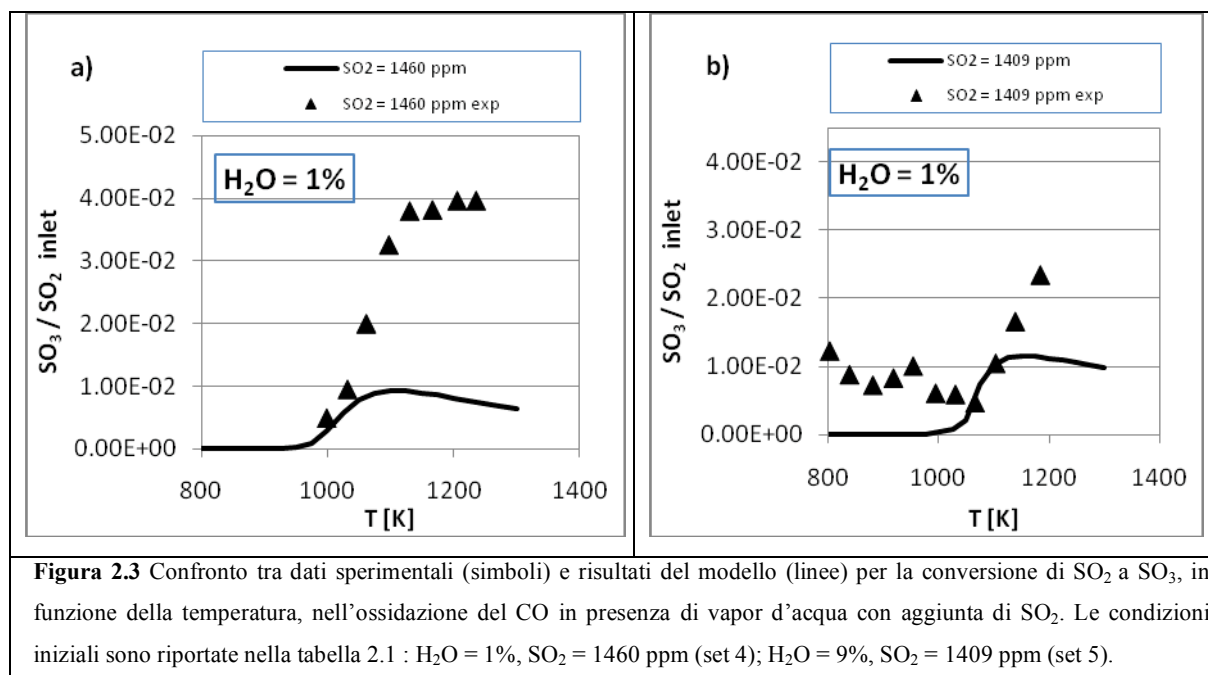 a)
SO2 = 1460 ppm
SO2 = 1460 ppm exp
H₂O = 1%
5.00E-02
4.00E-02
3.00E-02
2.00E-02
1.00E-02
0.00E+00
SO₃ / SO₂ inlet
800 1000 1200 1400
T [K]
b)
SO2 = 1409 ppm
SO2 = 1409 ppm exp
H₂O = 1%
4.00E-02
3.00E-02
2.00E-02
1.00E-02
0.00E+00
SO₃ / SO₂ inlet
800 1000 1200 1400
T [K]
Figura 2.3 Confronto tra dati sperimentali (simboli) e risultati del modello (linee) per la conversione di SO₂ a SO₃, in
funzione della temperatura, nell’ossidazione del CO in presenza di vapor d’acqua con aggiunta di SO₂. Le condizioni
iniziali sono riportate nella tabella 2.1 : H₂O = 1%, SO₂ = 1460 ppm (set 4); H₂O = 9%, SO₂ = 1409 ppm (set 5).